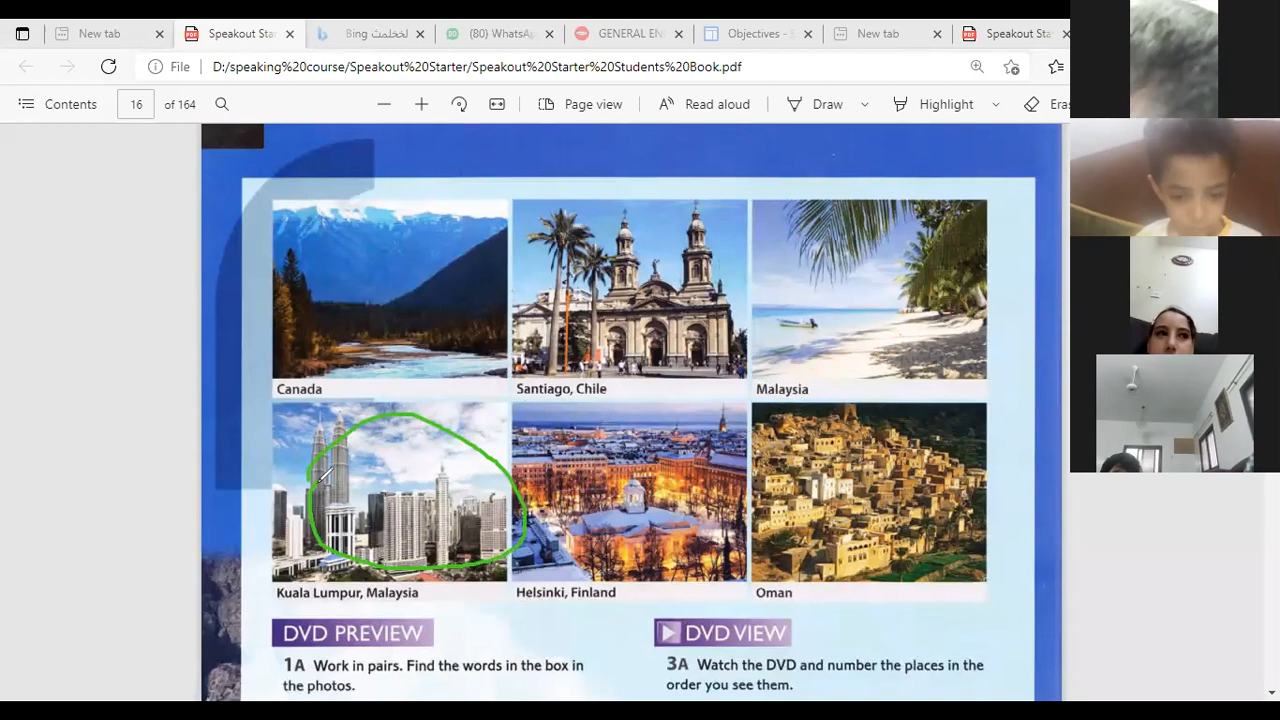 New tab
Speakout Sta
Bing لخلخلمت
(80) WhatsA
GENERAL EN
Objectives -
New tab
Speakout Sta
File D:/speaking%20course/Speakout%20Starter/Speakout%20Starter%20Students%20Book.pdf
Contents 16 of 164 Page view Read aloud Draw Highlight Era
Canada
Santiago, Chile
Malaysia
Kuala Lumpur, Malaysia
Helsinki, Finland
Oman
DVD PREVIEW
1A Work in pairs. Find the words in the box in
the photos.
DVD VIEW
3A Watch the DVD and number the places in the
order you see them.